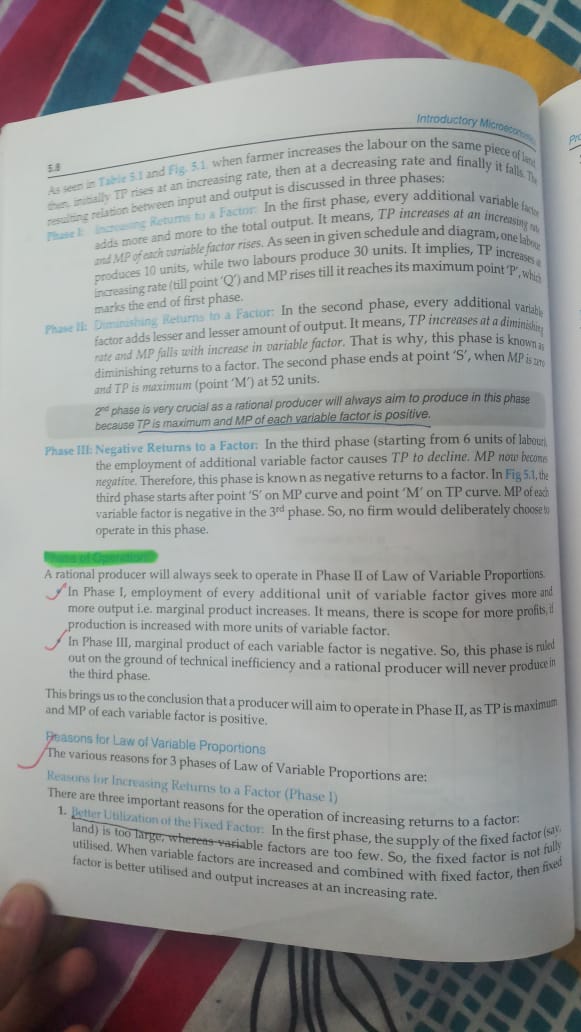 Introductory Microeconomics
5.8
As seen in Table 5.1 and Fig. 5.1, when farmer increases the labour on the same piece of land
then, initially TP rises at an increasing rate, then at a decreasing rate and finally it falls. The
resulting relation between input and output is discussed in three phases:
Phase I: Increasing Returns to a Factor: In the first phase, every additional variable factor
adds more and more to the total output. It means, TP increases at an increasing rate
and MP of each variable factor rises. As seen in given schedule and diagram, one labour
produces 10 units, while two labours produce 30 units. It implies, TP increases at
increasing rate (till point 'Q') and MP rises till it reaches its maximum point 'P', which
marks the end of first phase.
Phase II: Diminishing Returns to a Factor: In the second phase, every additional variable
factor adds lesser and lesser amount of output. It means, TP increases at a diminishing
rate and MP falls with increase in variable factor. That is why, this phase is known as
diminishing returns to a factor. The second phase ends at point 'S', when MP is zero
and TP is maximum (point 'M') at 52 units.
2nd phase is very crucial as a rational producer will always aim to produce in this phase
because TP is maximum and MP of each variable factor is positive.
Phase III: Negative Returns to a Factor: In the third phase (starting from 6 units of labour),
the employment of additional variable factor causes TP to decline. MP now becomes
negative. Therefore, this phase is known as negative returns to a factor. In Fig 5.1, the
third phase starts after point 'S' on MP curve and point 'M' on TP curve. MP of each
variable factor is negative in the 3rd phase. So, no firm would deliberately choose to
operate in this phase.
Phase of Operation
A rational producer will always seek to operate in Phase II of Law of Variable Proportions.
In Phase I, employment of every additional unit of variable factor gives more and
more output i.e. marginal product increases. It means, there is scope for more profits, if
production is increased with more units of variable factor.
In Phase III, marginal product of each variable factor is negative. So, this phase is ruled
out on the ground of technical inefficiency and a rational producer will never produce in
the third phase.
This brings us to the conclusion that a producer will aim to operate in Phase II, as TP is maximum
and MP of each variable factor is positive.
Reasons for Law of Variable Proportions
The various reasons for 3 phases of Law of Variable Proportions are:
Reasons for Increasing Returns to a Factor (Phase I)
There are three important reasons for the operation of increasing returns to a factor:
1. Better Utilization of the Fixed Factor: In the first phase, the supply of the fixed factor (say,
land) is too large, whereas variable factors are too few. So, the fixed factor is not fully
utilised. When variable factors are increased and combined with fixed factor, then fixed
factor is better utilised and output increases at an increasing rate.